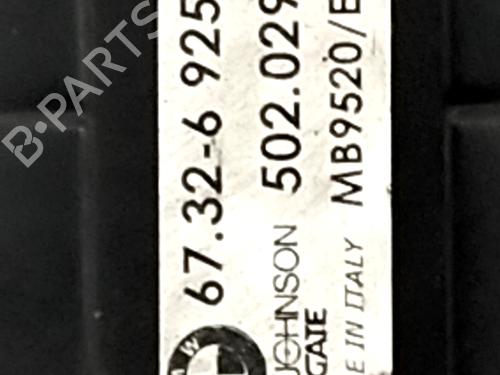 67.32-6 925
JOHNSON 502.029
GATE
E IN ITALY MB9520/E
B-PARTS